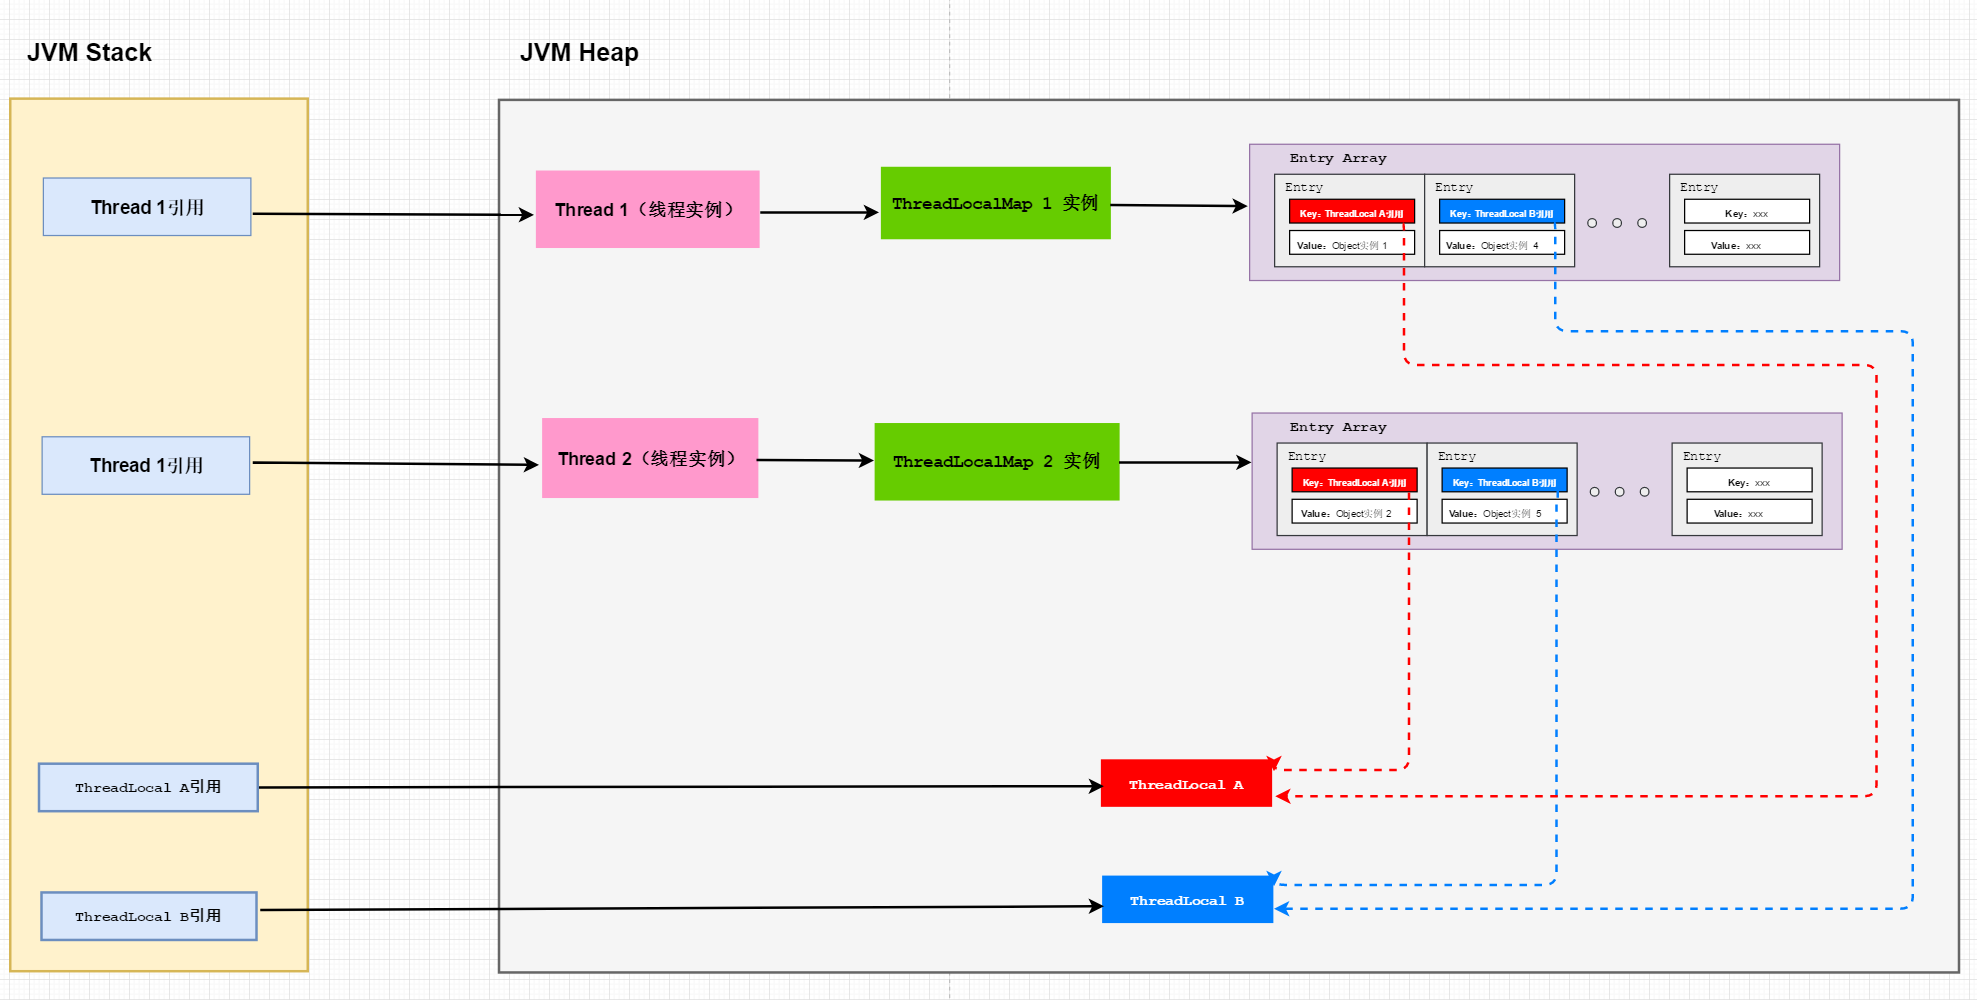 JVM Stack
JVM Heap
Thread 1引用
Thread 1（线程实例）
ThreadLocalMap 1 实例
Entry Array
Entry
Key：ThreadLocal A引用
Value：Object实例 1
Entry
Key：ThreadLocal B引用
Value：Object实例 4
Entry
Key：xxx
Value：xxx
Thread 1引用
Thread 2（线程实例）
ThreadLocalMap 2 实例
Entry Array
Entry
Key：ThreadLocal A引用
Value：Object实例 2
Entry
Key：ThreadLocal B引用
Value：Object实例 5
Entry
Key：xxx
Value：xxx
ThreadLocal A引用
ThreadLocal A
ThreadLocal B引用
ThreadLocal B